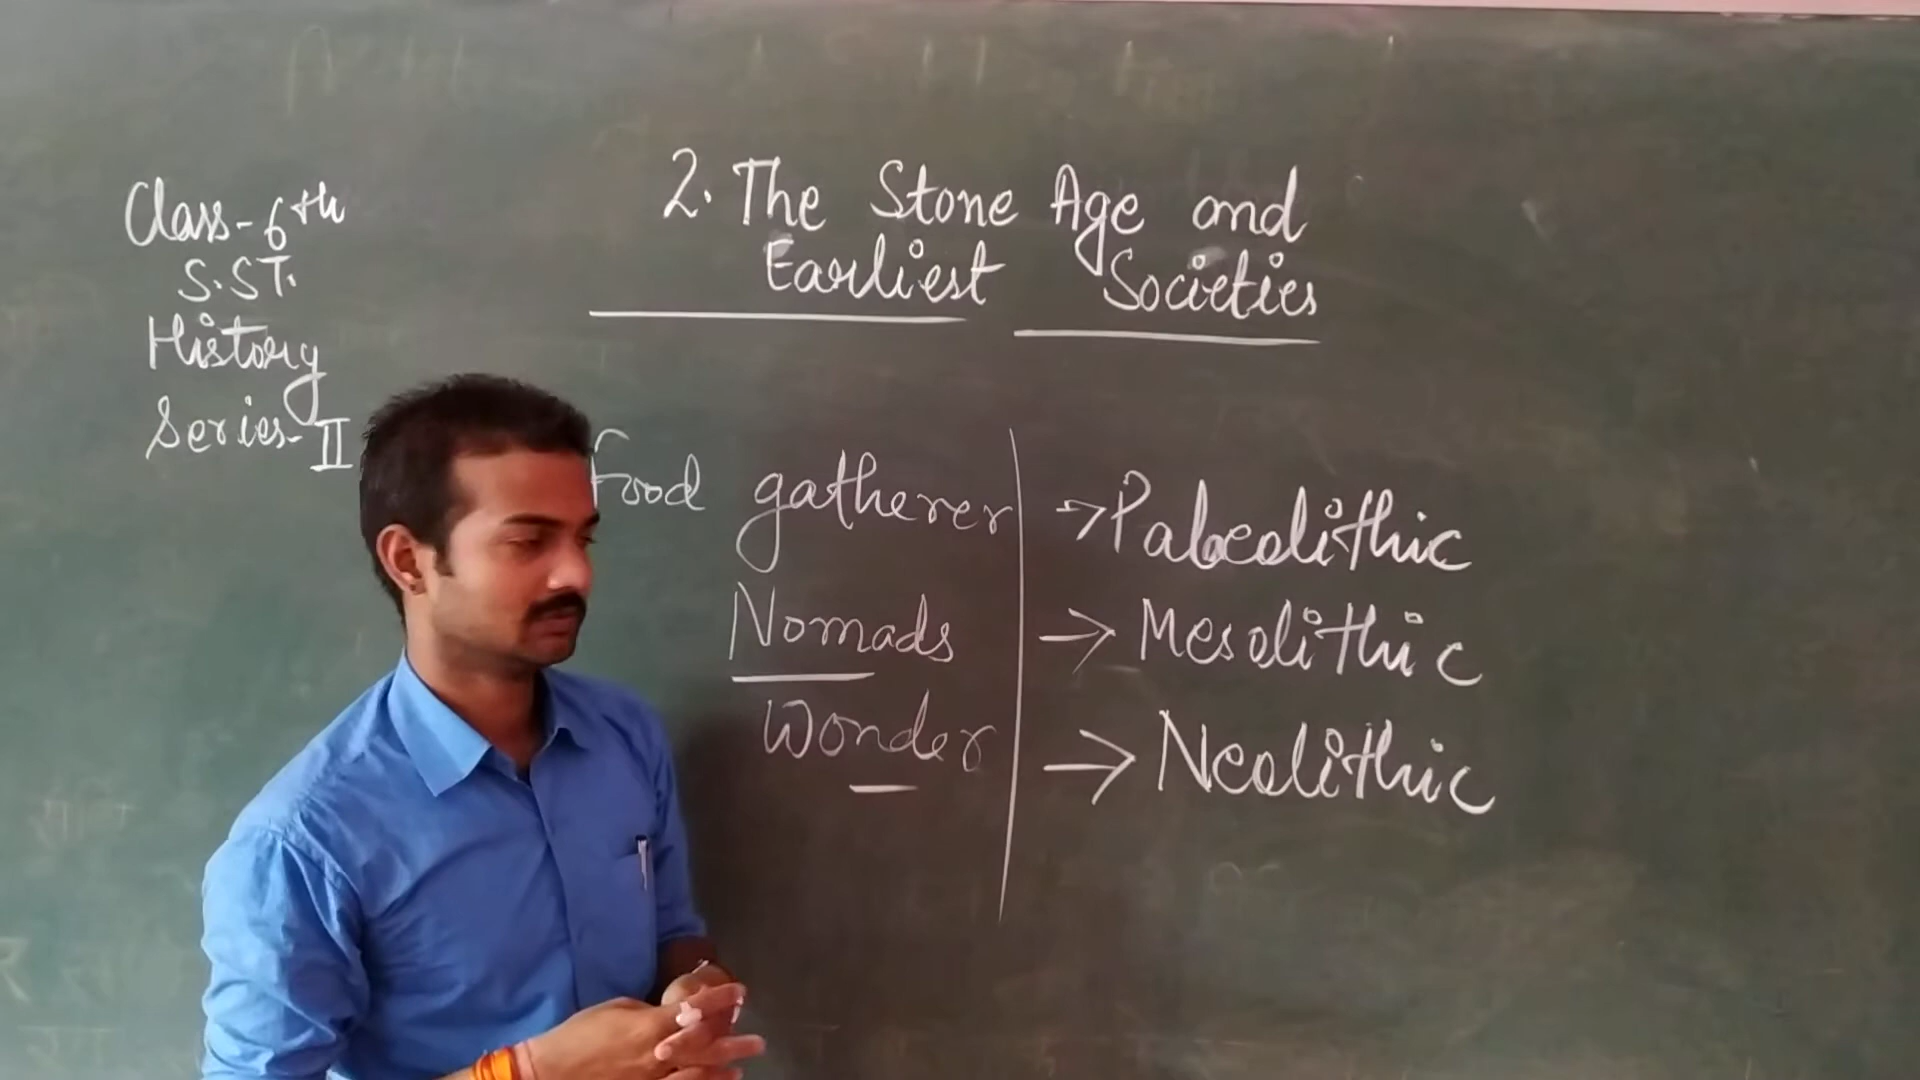 Class-6th
S.ST.
History
Series-II
2. The Stone Age and
Earliest Societies
Food gatherer
Nomads
Wonder
→Palaeolithic
→ Mesolithic
→ Neolithic